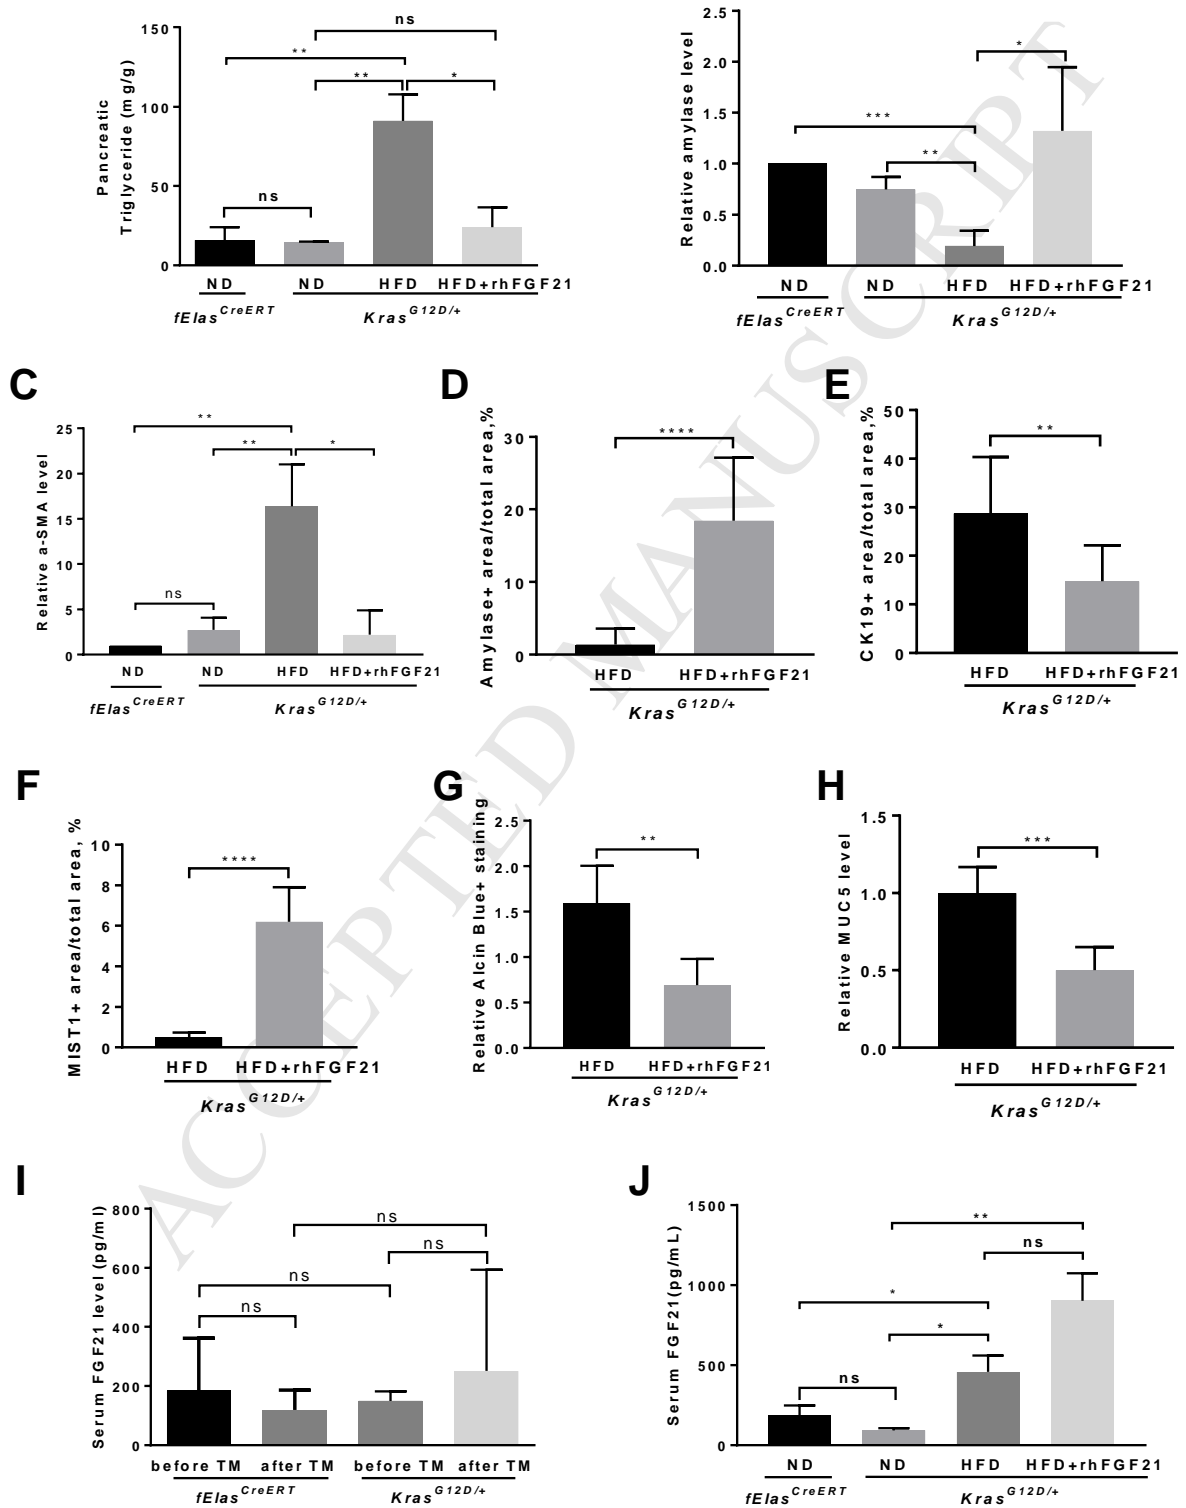 Pancreatic
Triglyceride (mg/g)
150
100
50
0
ns
**
**
*
ns
ND
ND
HFD
HFD+rhFGF21
fElas CreERT
Kras G12D/+
Relative amylase level
2.5
2.0
1.5
1.0
0.5
0.0
*
***
**
ND
ND
HFD
HFD+rhFGF21
fElas CreERT
Kras G12D/+
C
Relative a-SMA level
25
20
15
10
5
0
**
**
*
ns
ND
ND
HFD
HFD+rhFGF21
fElas CreERT
Kras G12D/+
D
Amylase+ area/total area,%
30
20
10
0
****
HFD
HFD+rhFGF21
Kras G12D/+
E
CK19+ area/total area,%
50
40
30
20
10
0
**
HFD
HFD+rhFGF21
Kras G12D/+
F
MIST1+ area/total area, %
10
8
6
4
2
0
****
HFD
HFD+rhFGF21
Kras G12D/+
G
Relative Alcin Blue+ staining
2.5
2.0
1.5
1.0
0.5
0.0
**
HFD
HFD+rhFGF21
Kras G12D/+
H
Relative MUC5 level
1.5
1.0
0.5
0.0
***
HFD
HFD+rhFGF21
Kras G12D/+
I
Serum FGF21 level (pg/ml)
800
600
400
200
0
ns
ns
ns
ns
before TM
after TM
before TM
after TM
fElas CreERT
Kras G12D/+
J
Serum FGF21(pg/mL)
1500
1000
500
0
**
ns
*
*
ns
ND
ND
HFD
HFD+rhFGF21
fElas CreERT
Kras G12D/+
ACCEPTED MANUSCRIPT